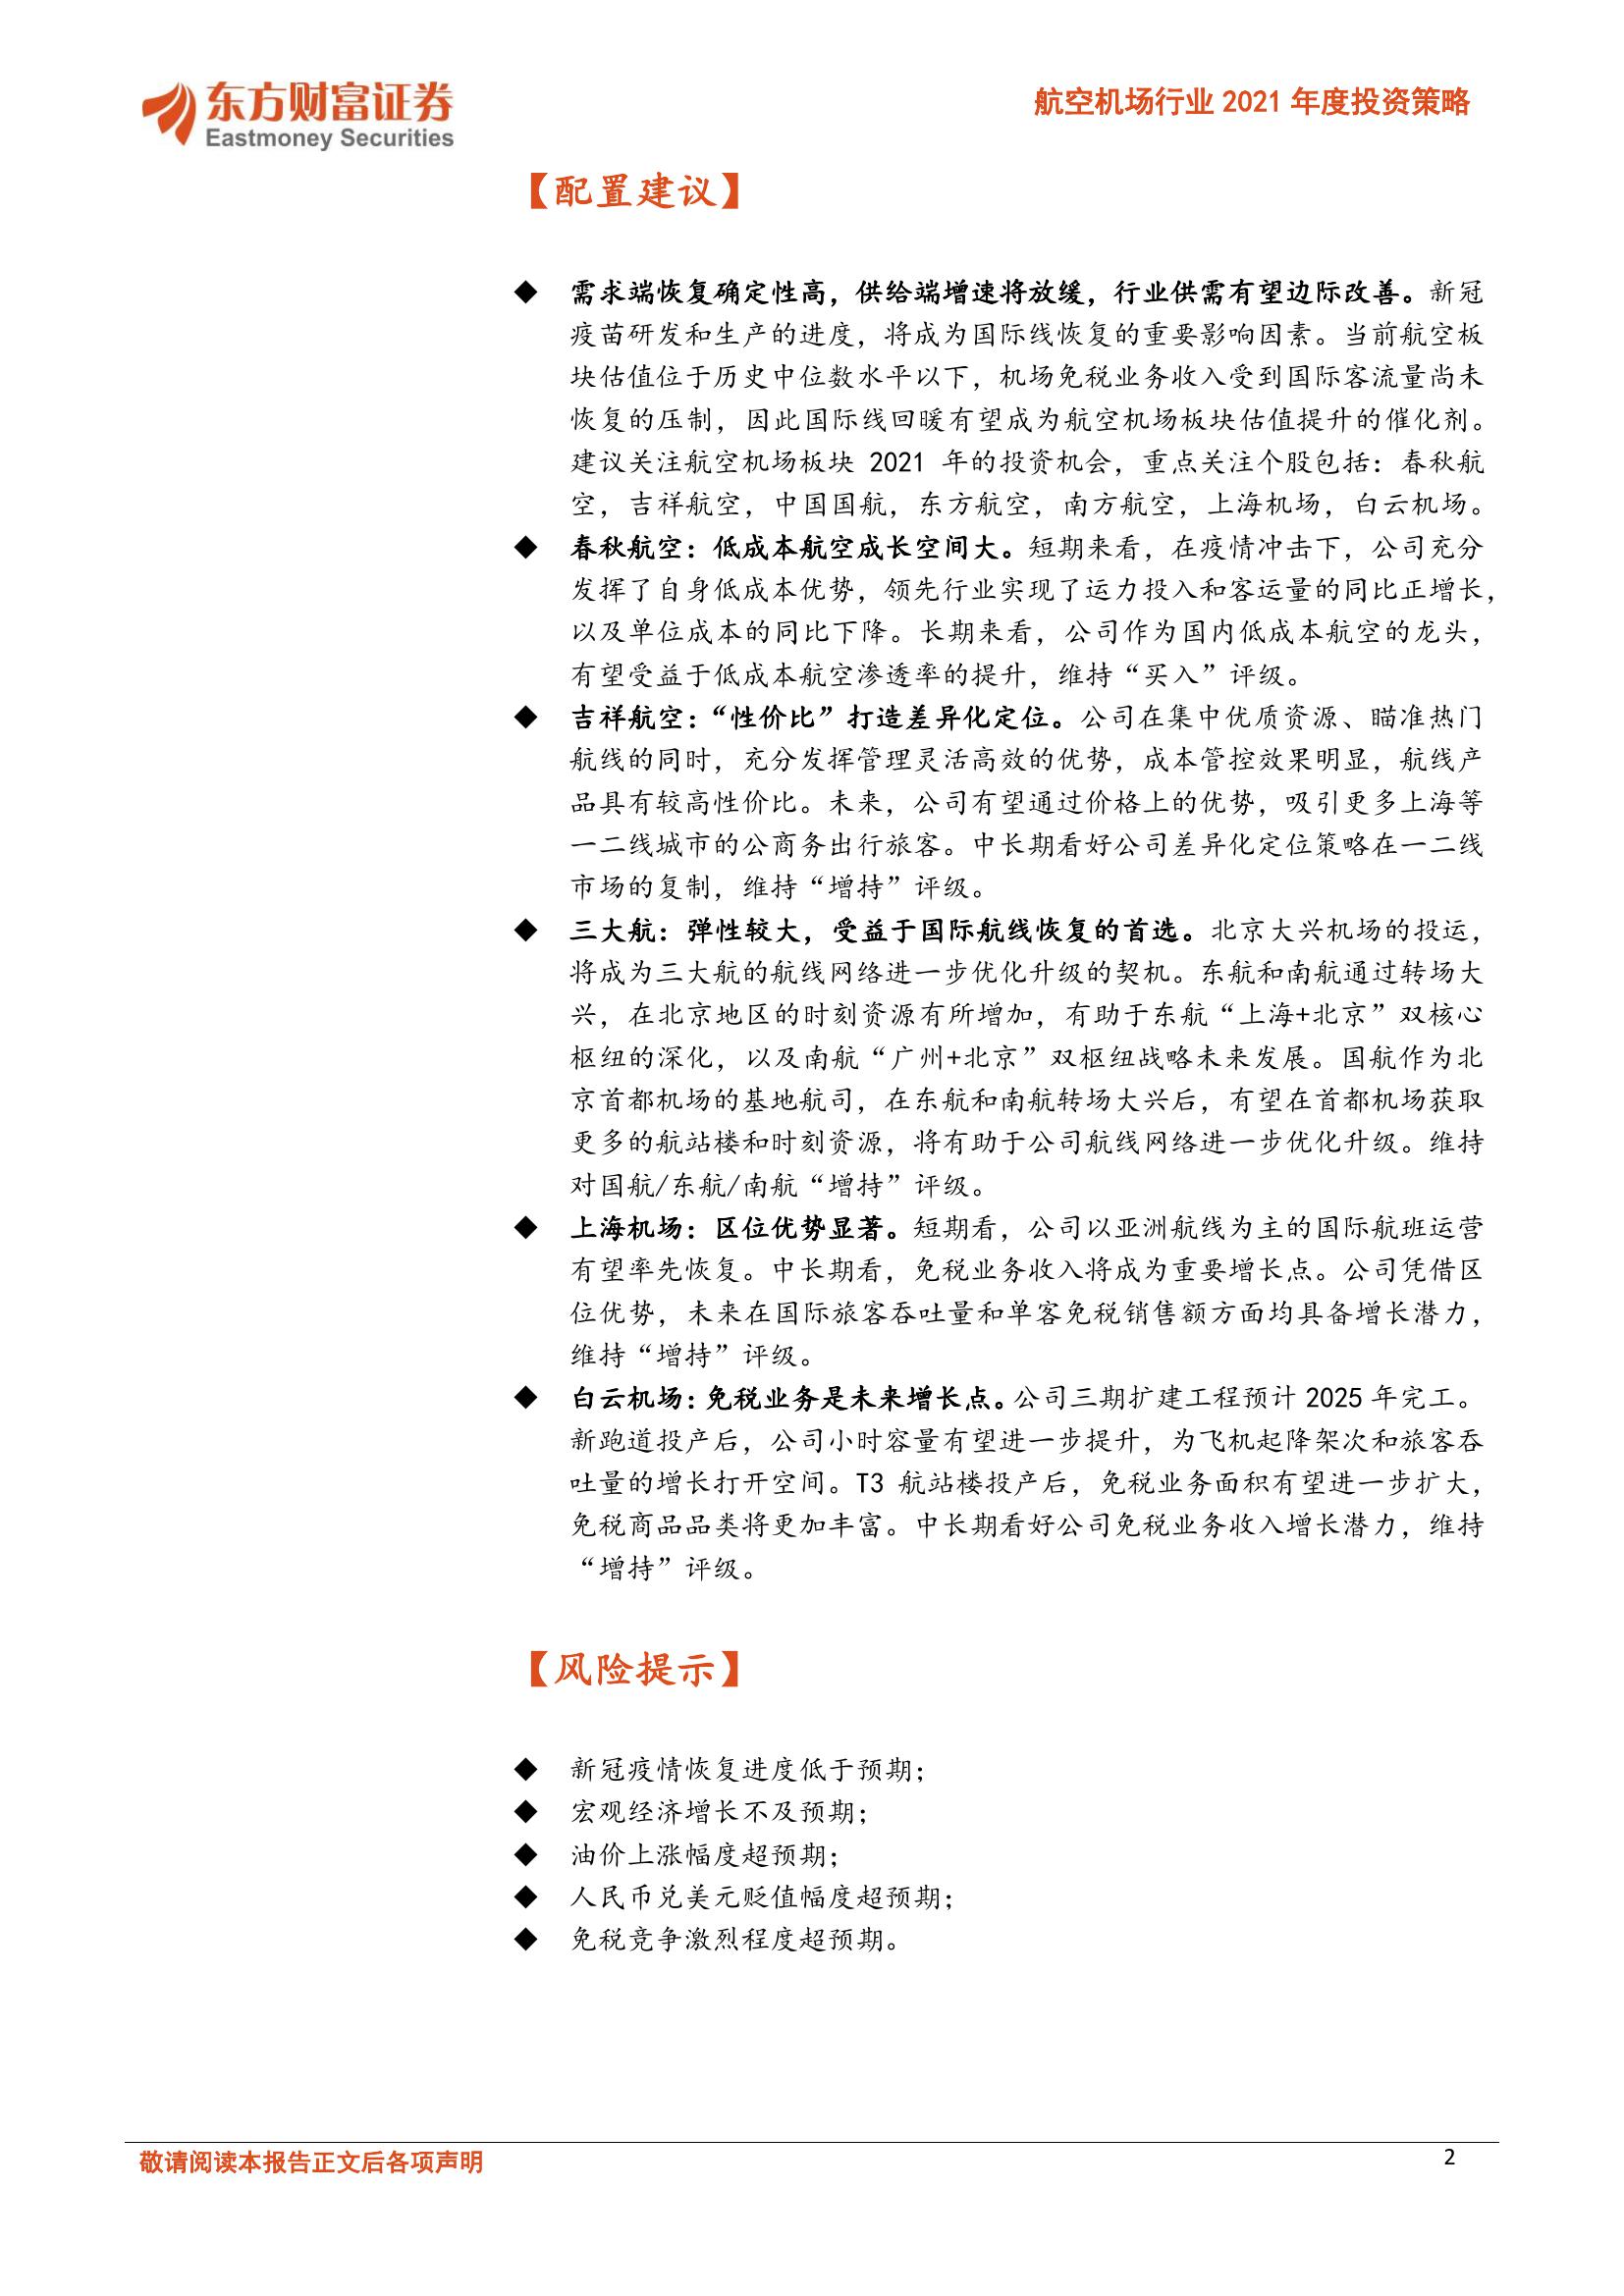 东方财富证券
Eastmoney Securities
航空机场行业 2021 年度投资策略
【配置建议】
◆ 需求端恢复确定性高，供给端增速将放缓，行业供需有望边际改善。新冠
疫苗研发和生产的进度，将成为国际线恢复的重要影响因素。当前航空板
块估值位于历史中位数水平以下，机场免税业务收入受到国际客流量尚未
恢复的压制，因此国际线回暖有望成为航空机场板块估值提升的催化剂。
建议关注航空机场板块 2021 年的投资机会，重点关注个股包括：春秋航
空，吉祥航空，中国国航，东方航空，南方航空，上海机场，白云机场。
◆ 春秋航空：低成本航空成长空间大。短期来看，在疫情冲击下，公司充分
发挥了自身低成本优势，领先行业实现了运力投入和客运量的同比正增长，
以及单位成本的同比下降。长期来看，公司作为国内低成本航空的龙头，
有望受益于低成本航空渗透率的提升，维持“买入”评级。
◆ 吉祥航空：“性价比”打造差异化定位。公司在集中优质资源、瞄准热门
航线的同时，充分发挥管理灵活高效的优势，成本管控效果明显，航线产
品具有较高性价比。未来，公司有望通过价格上的优势，吸引更多上海等
一二线城市的公商务出行旅客。中长期看好公司差异化定位策略在一二线
市场的复制，维持“增持”评级。
◆ 三大航：弹性较大，受益于国际航线恢复的首选。北京大兴机场的投运，
将成为三大航的航线网络进一步优化升级的契机。东航和南航通过转场大
兴，在北京地区的时刻资源有所增加，有助于东航“上海+北京”双核心
枢纽的深化，以及南航“广州+北京”双枢纽战略未来发展。国航作为北
京首都机场的基地航司，在东航和南航转场大兴后，有望在首都机场获取
更多的航站楼和时刻资源，将有助于公司航线网络进一步优化升级。维持
对国航/东航/南航“增持”评级。
◆ 上海机场：区位优势显著。短期看，公司以亚洲航线为主的国际航班运营
有望率先恢复。中长期看，免税业务收入将成为重要增长点。公司凭借区
位优势，未来在国际旅客吞吐量和单客免税销售额方面均具备增长潜力，
维持“增持”评级。
◆ 白云机场：免税业务是未来增长点。公司三期扩建工程预计 2025 年完工。
新跑道投产后，公司小时容量有望进一步提升，为飞机起降架次和旅客吞
吐量的增长打开空间。T3 航站楼投产后，免税业务面积有望进一步扩大，
免税商品品类将更加丰富。中长期看好公司免税业务收入增长潜力，维持
“增持”评级。
【风险提示】
◆ 新冠疫情恢复进度低于预期；
◆ 宏观经济增长不及预期；
◆ 油价上涨幅度超预期；
◆ 人民币兑美元贬值幅度超预期；
◆ 免税竞争激烈程度超预期。
敬请阅读本报告正文后各项声明
2